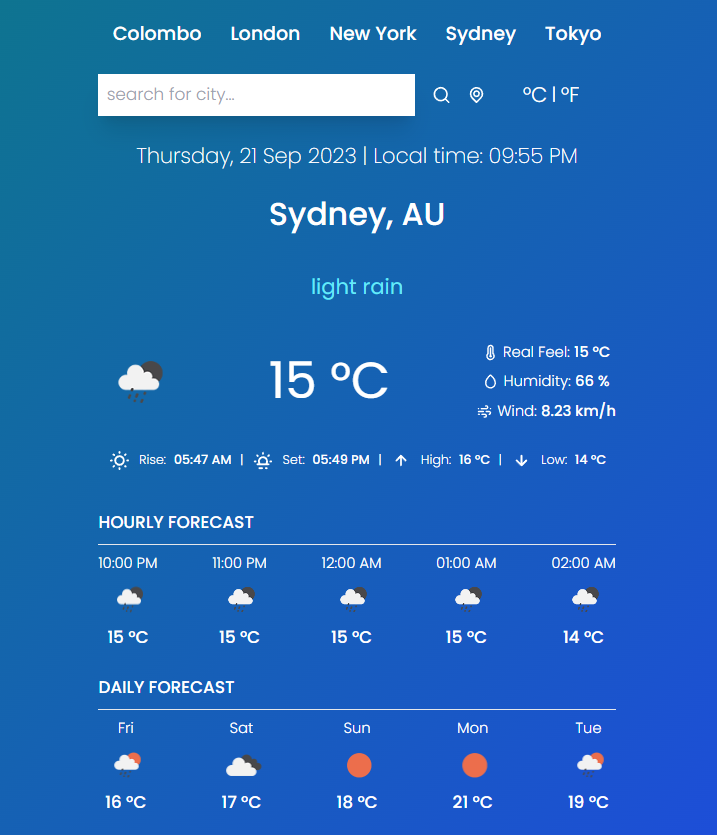 Colombo London New York Sydney Tokyo
search for city... °C | °F
Thursday, 21 Sep 2023 | Local time: 09:55 PM
Sydney, AU
light rain
15 °C
Real Feel: 15 °C
Humidity: 66 %
Wind: 8.23 km/h
Rise: 05:47 AM | Set: 05:49 PM | High: 16 °C | Low: 14 °C
HOURLY FORECAST
10:00 PM 11:00 PM 12:00 AM 01:00 AM 02:00 AM
15 °C 15 °C 15 °C 15 °C 14 °C
DAILY FORECAST
Fri Sat Sun Mon Tue
16 °C 17 °C 18 °C 21 °C 19 °C